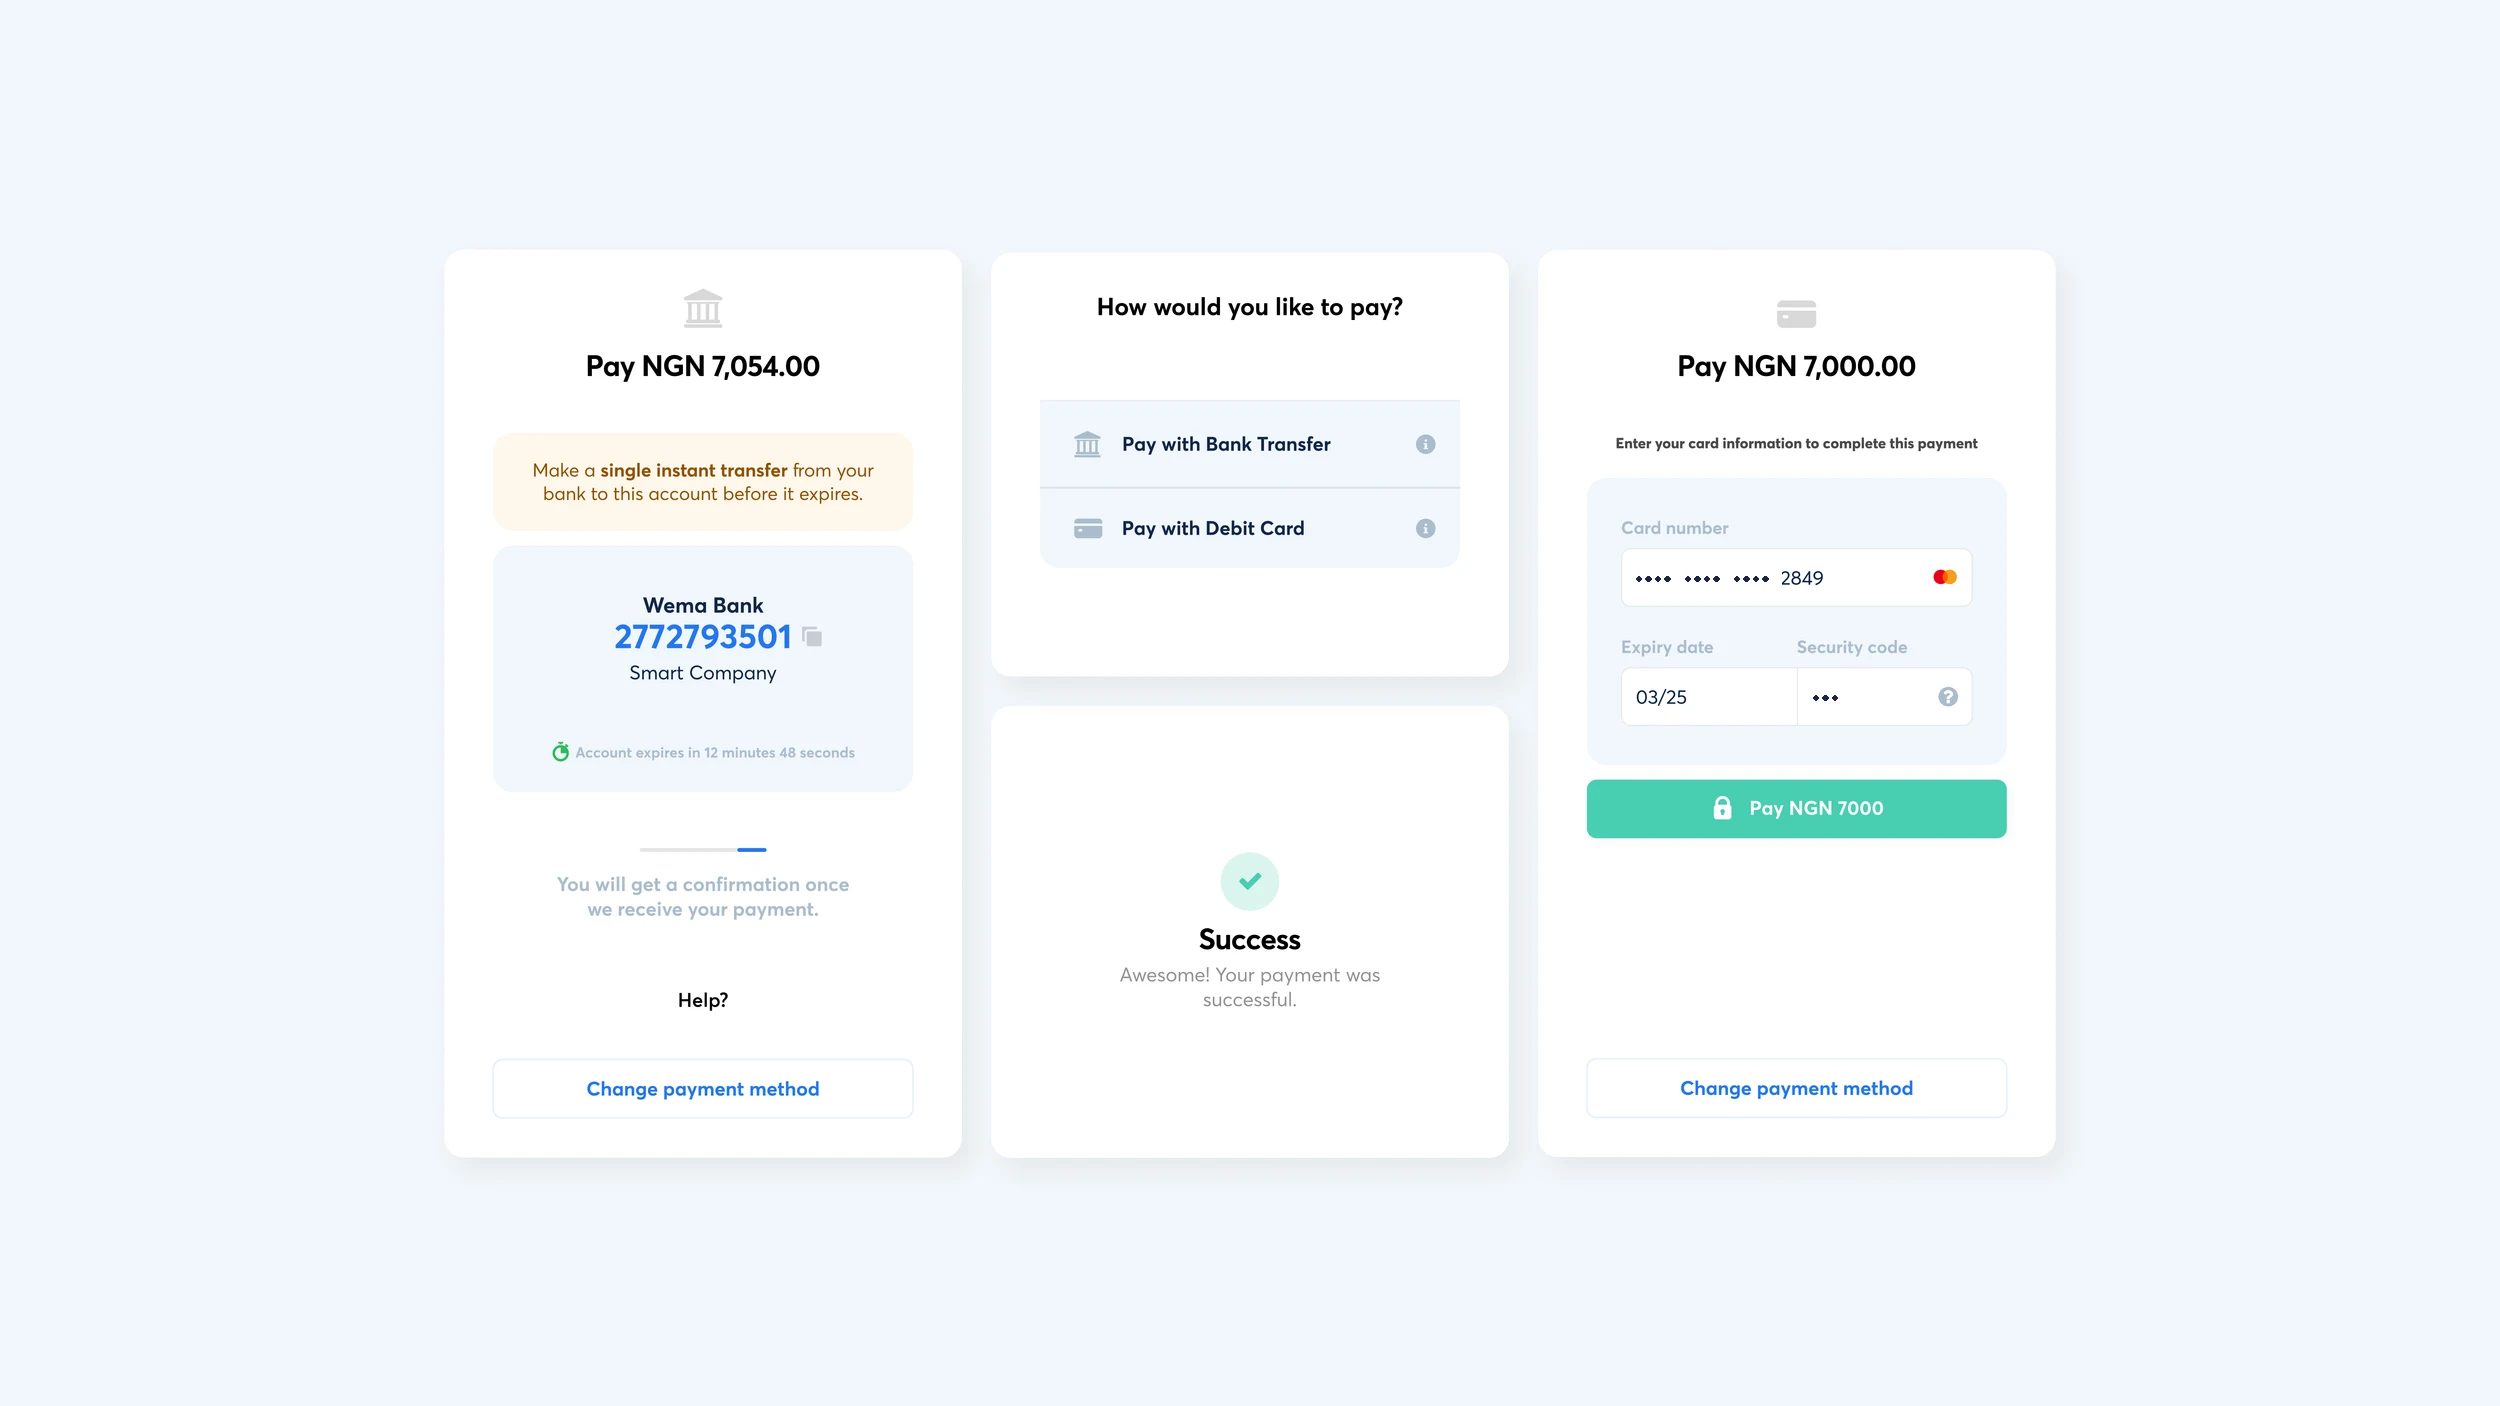 Pay NGN 7,054.00
Make a single instant transfer from your
bank to this account before it expires.
Wema Bank
2772793501
Smart Company
Account expires in 12 minutes 48 seconds
You will get a confirmation once
we receive your payment.
Help?
Change payment method
How would you like to pay?
Pay with Bank Transfer
Pay with Debit Card
Success
Awesome! Your payment was
successful.
Pay NGN 7,000.00
Enter your card information to complete this payment
Card number
•••• •••• •••• 2849
Expiry date Security code
03/25 •••
Pay NGN 7000
Change payment method